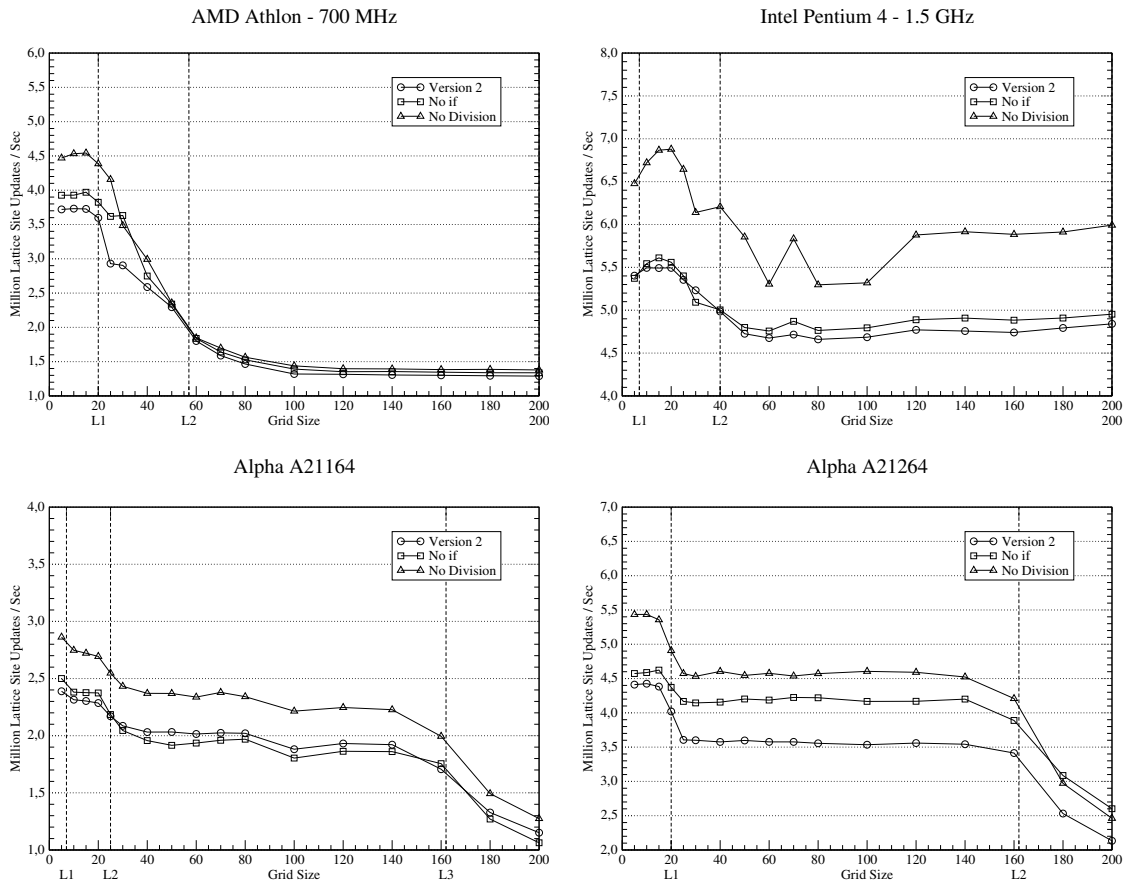 AMD Athlon - 700 MHz
6,0
5,5
5,0
4,5
4,0
3,5
3,0
2,5
2,0
1,5
1,0
Million Lattice Site Updates / Sec
Version 2
No if
No Division
0 20 40 60 80 100 120 140 160 180 200
L1 L2 Grid Size 200
Intel Pentium 4 - 1.5 GHz
8,0
7,5
7,0
6,5
6,0
5,5
5,0
4,5
4,0
Million Lattice Site Updates / Sec
Version 2
No if
No Division
0 20 40 60 80 100 120 140 160 180 200
L1 L2 Grid Size 200
Alpha A21164
4,0
3,5
3,0
2,5
2,0
1,5
1,0
Million Lattice Site Updates / Sec
Version 2
No if
No Division
0 20 40 60 80 100 120 140 160 180 200
L1 L2 Grid Size L3
Alpha A21264
7,0
6,5
6,0
5,5
5,0
4,5
4,0
3,5
3,0
2,5
2,0
Million Lattice Site Updates / Sec
Version 2
No if
No Division
0 20 40 60 80 100 120 140 160 180 200
L1 Grid Size L2